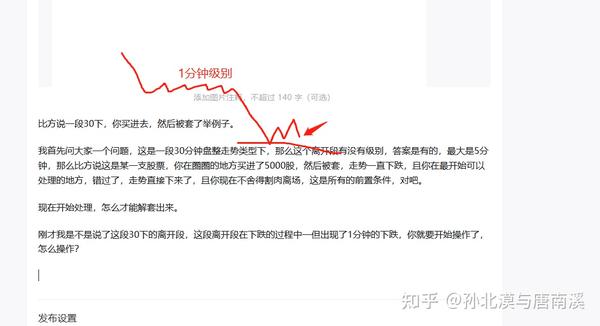 1分钟级别
添加图片注释，不超过 140 字（可选）
比方说一段30下，你买进去，然后被套了举例子。
我首先问大家一个问题，这是一段30分钟盘整走势类型下，那么这个离开段有没有级别，答案是有的，最大是5分
钟，那么比方说这是某一支股票，你在圈圈的地方买进了5000股，然后被套，走势一直下跌，且你在最开始可以
处理的地方，错过了，走势直接下来了，且你现在不舍得割肉离场，这是所有的前置条件，对吧。
现在开始处理，怎么才能解套出来。
刚才我是不是说了这段30下的离开段，这段离开段在下跌的过程中一但出现了1分钟的下跌，你就要开始操作了，
怎么操作？
发布设置
知乎 @孙北漠与唐南溪